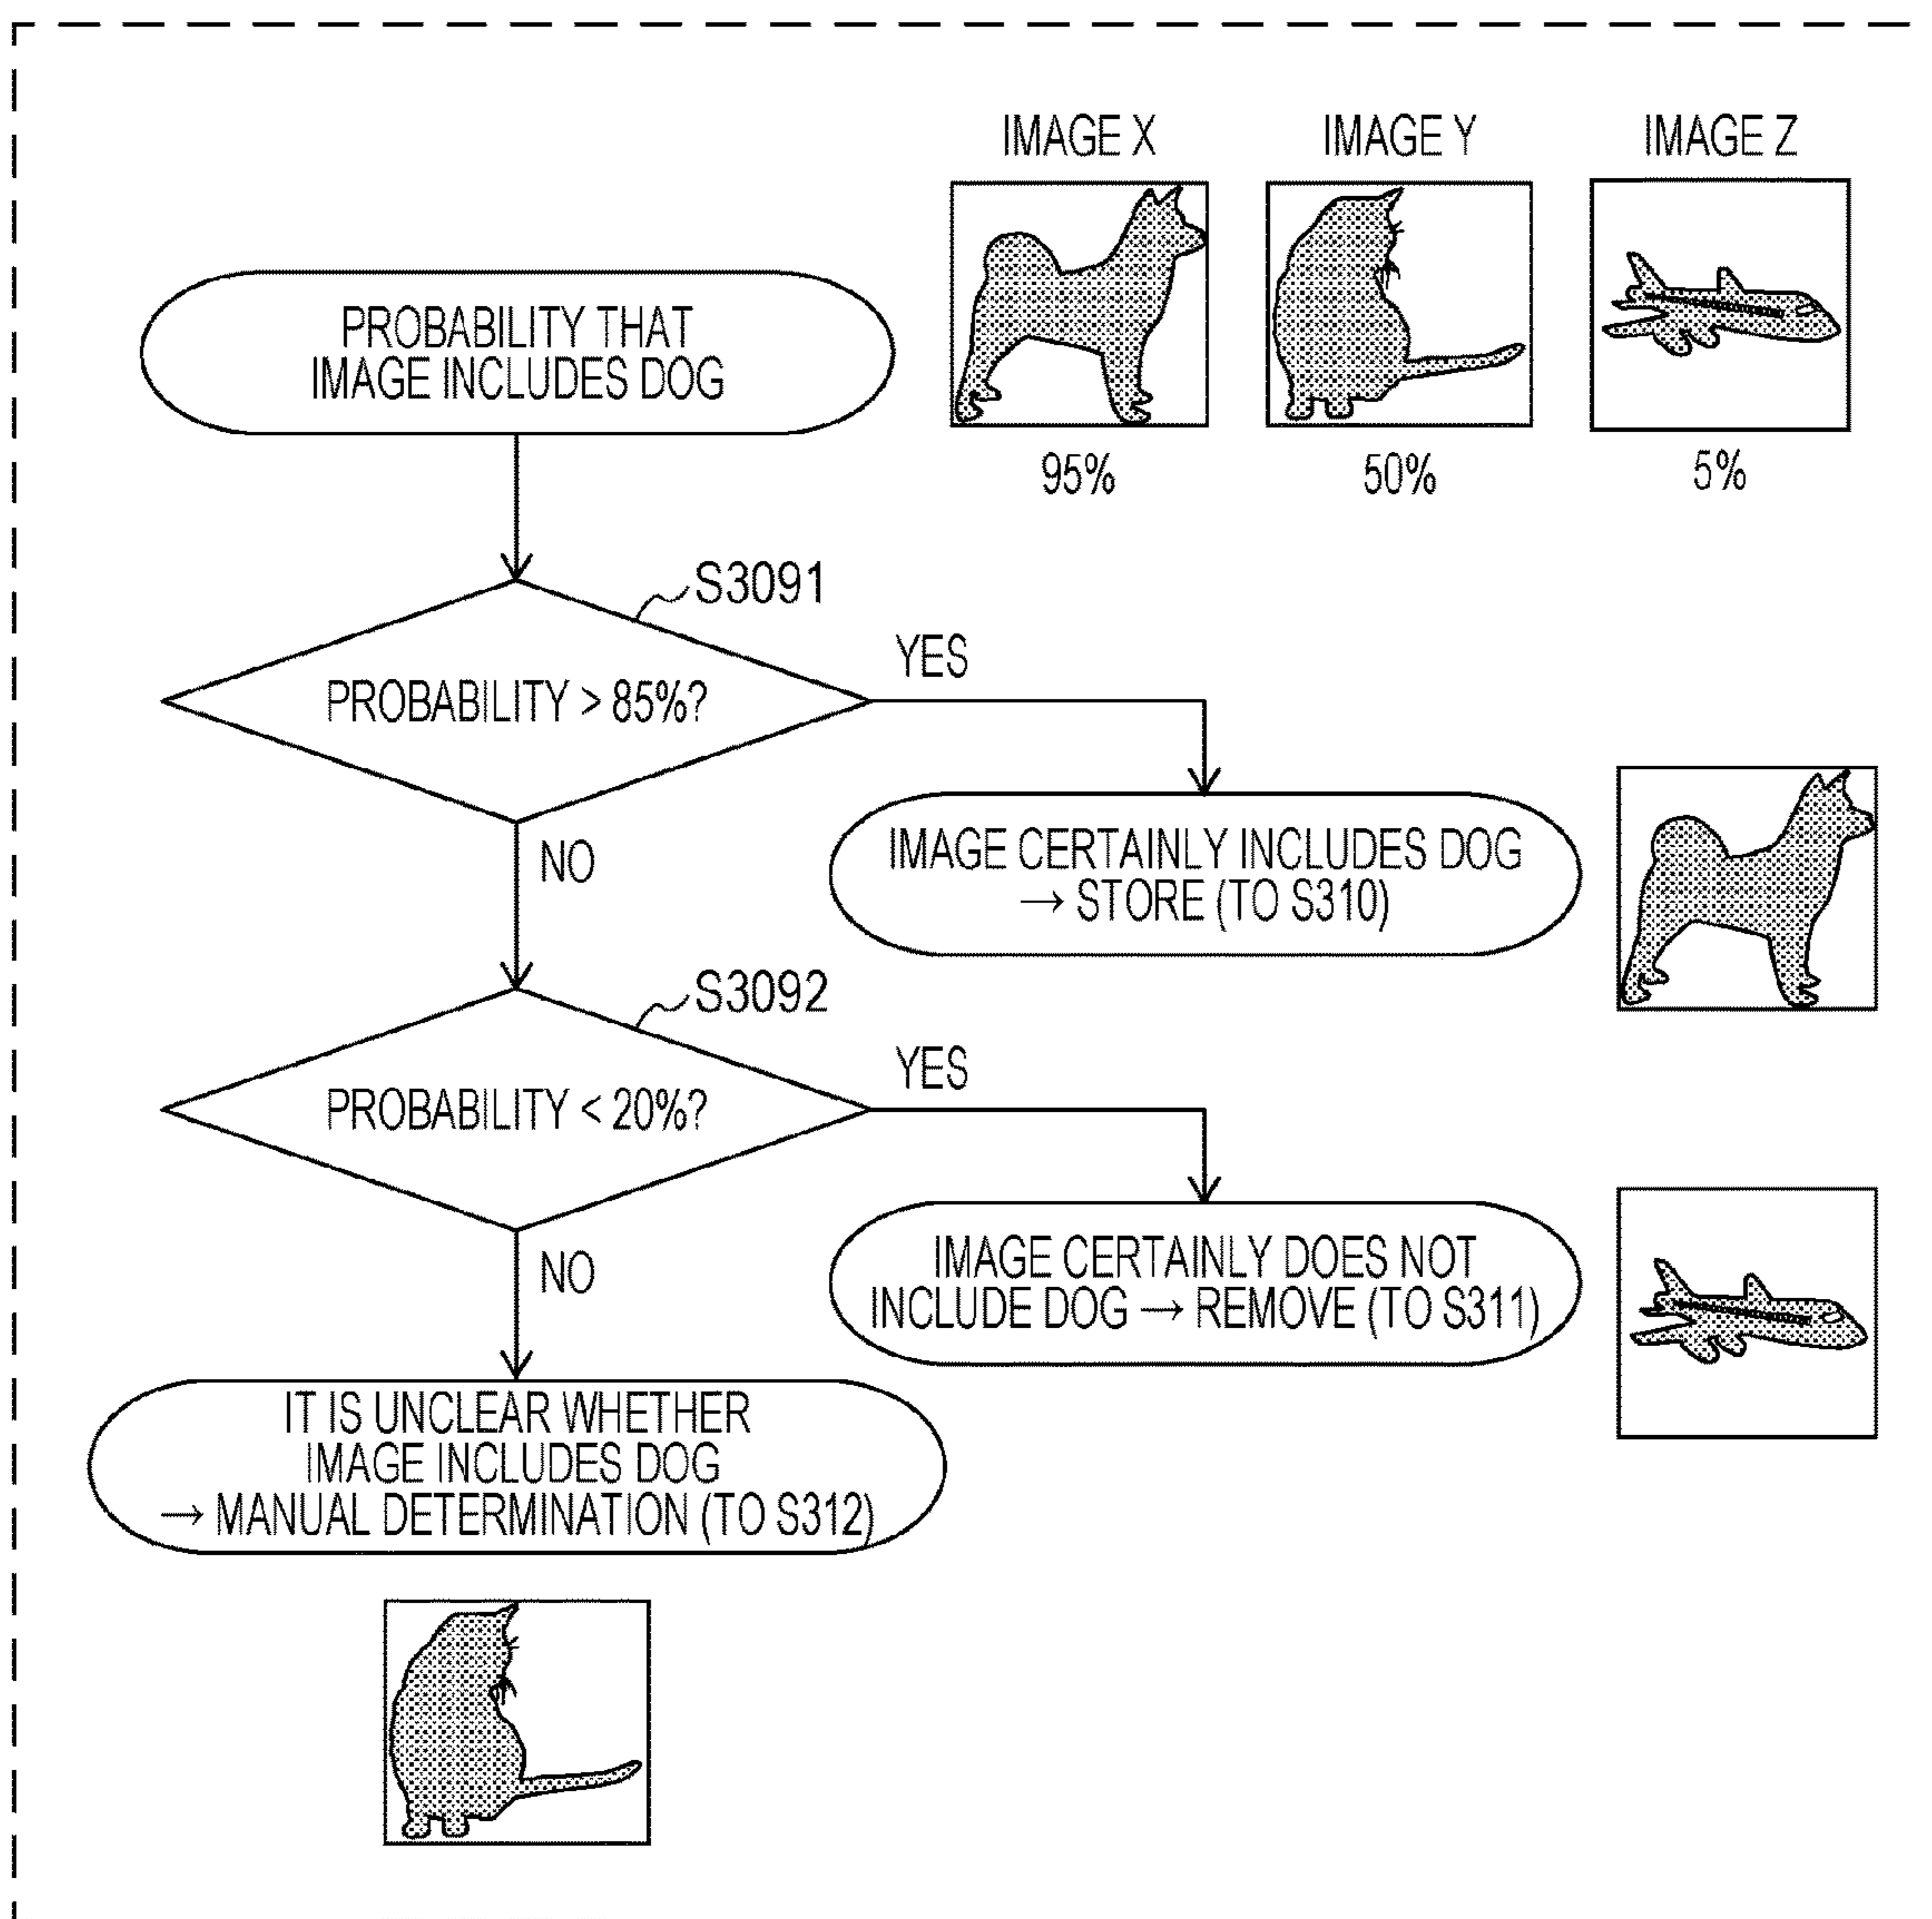 IMAGE X
IMAGE Y
IMAGE Z
95%
50%
5%
PROBABILITY THAT
IMAGE INCLUDES DOG
S3091
PROBABILITY > 85%?
YES
NO
IMAGE CERTAINLY INCLUDES DOG
→ STORE (TO S310)
S3092
PROBABILITY < 20%?
YES
NO
IMAGE CERTAINLY DOES NOT
INCLUDE DOG → REMOVE (TO S311)
IT IS UNCLEAR WHETHER
IMAGE INCLUDES DOG
→ MANUAL DETERMINATION (TO S312)